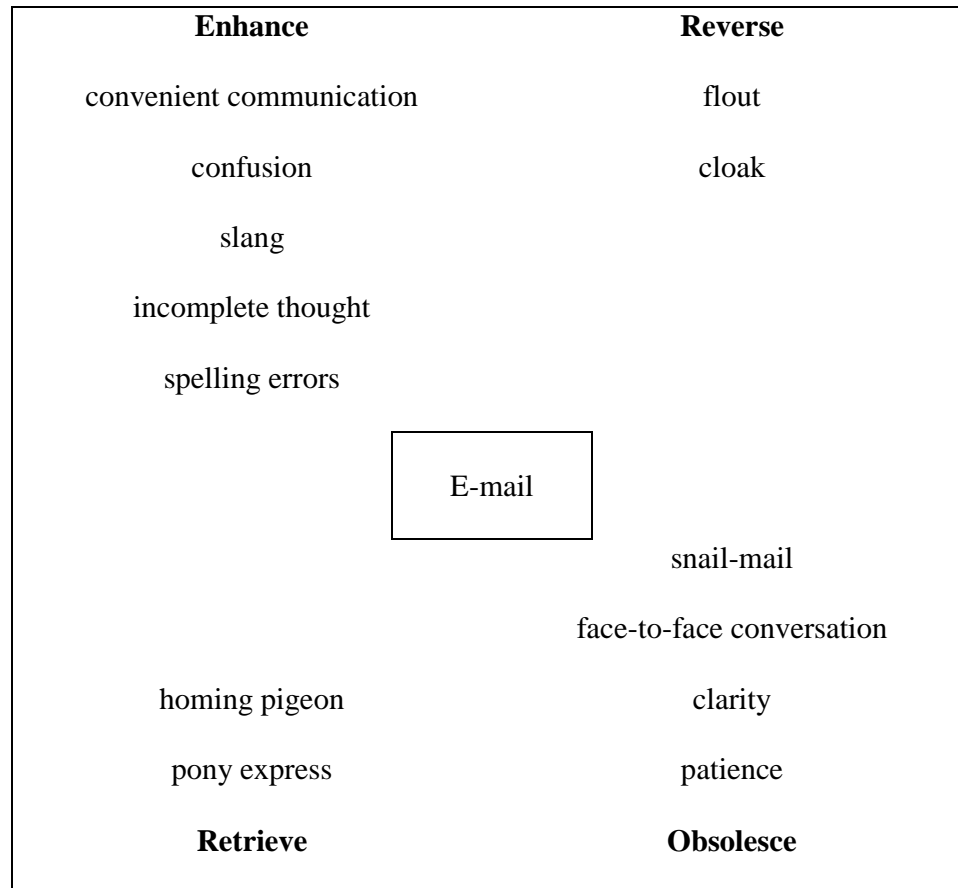 Enhance Reverse
convenient communication flout
confusion cloak
slang
incomplete thought
spelling errors
E-mail
snail-mail
face-to-face conversation
homing pigeon clarity
pony express patience
Retrieve Obsolesce